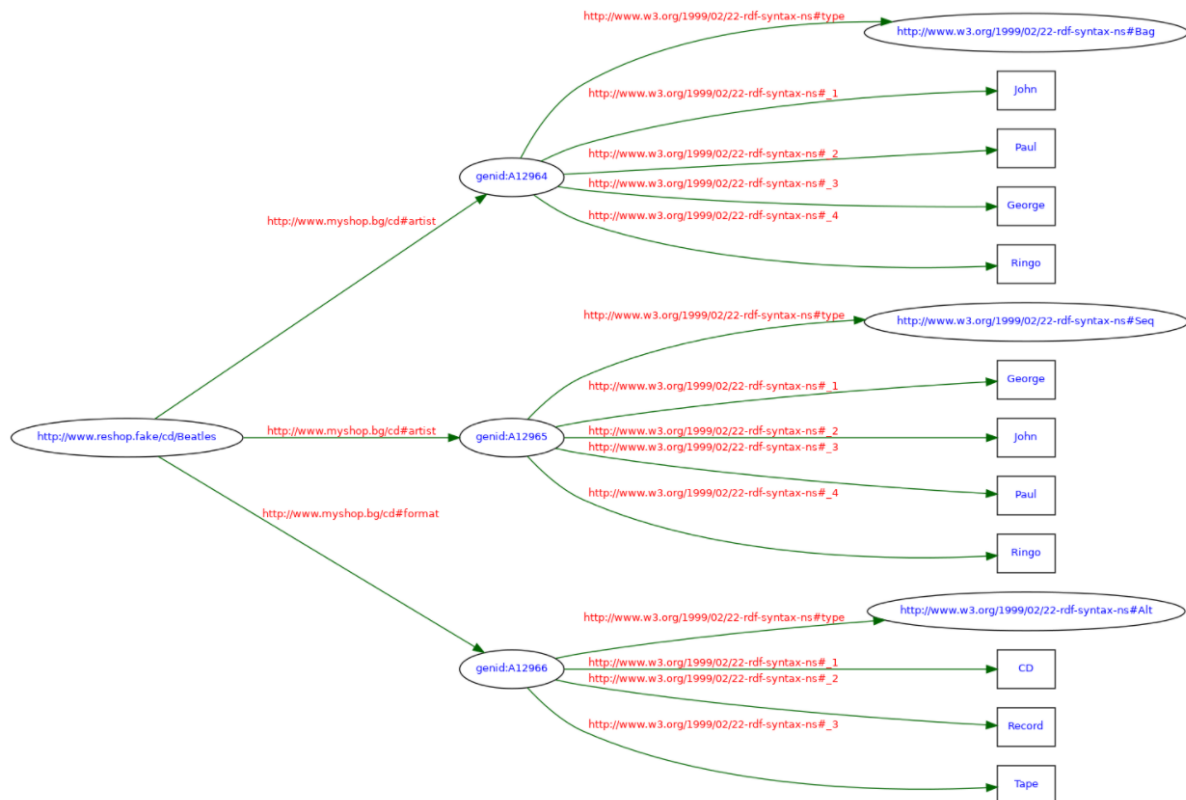 http://www.w3.org/1999/02/22-rdf-syntax-ns#type
http://www.w3.org/1999/02/22-rdf-syntax-ns#Bag
http://www.w3.org/1999/02/22-rdf-syntax-ns#_1
John
http://www.w3.org/1999/02/22-rdf-syntax-ns#_2
Paul
genid:A12964
http://www.w3.org/1999/02/22-rdf-syntax-ns#_3
George
http://www.w3.org/1999/02/22-rdf-syntax-ns#_4
http://www.myshop.bg/cd#artist
Ringo
http://www.w3.org/1999/02/22-rdf-syntax-ns#type
http://www.w3.org/1999/02/22-rdf-syntax-ns#Seq
http://www.w3.org/1999/02/22-rdf-syntax-ns#_1
George
http://www.reshop.fake/cd/Beatles
http://www.myshop.bg/cd#artist
genid:A12965
http://www.w3.org/1999/02/22-rdf-syntax-ns#_2
John
http://www.w3.org/1999/02/22-rdf-syntax-ns#_3
http://www.w3.org/1999/02/22-rdf-syntax-ns#_4
Paul
http://www.myshop.bg/cd#format
Ringo
http://www.w3.org/1999/02/22-rdf-syntax-ns#type
http://www.w3.org/1999/02/22-rdf-syntax-ns#Alt
genid:A12966
http://www.w3.org/1999/02/22-rdf-syntax-ns#_1
CD
http://www.w3.org/1999/02/22-rdf-syntax-ns#_2
http://www.w3.org/1999/02/22-rdf-syntax-ns#_3
Record
Tape